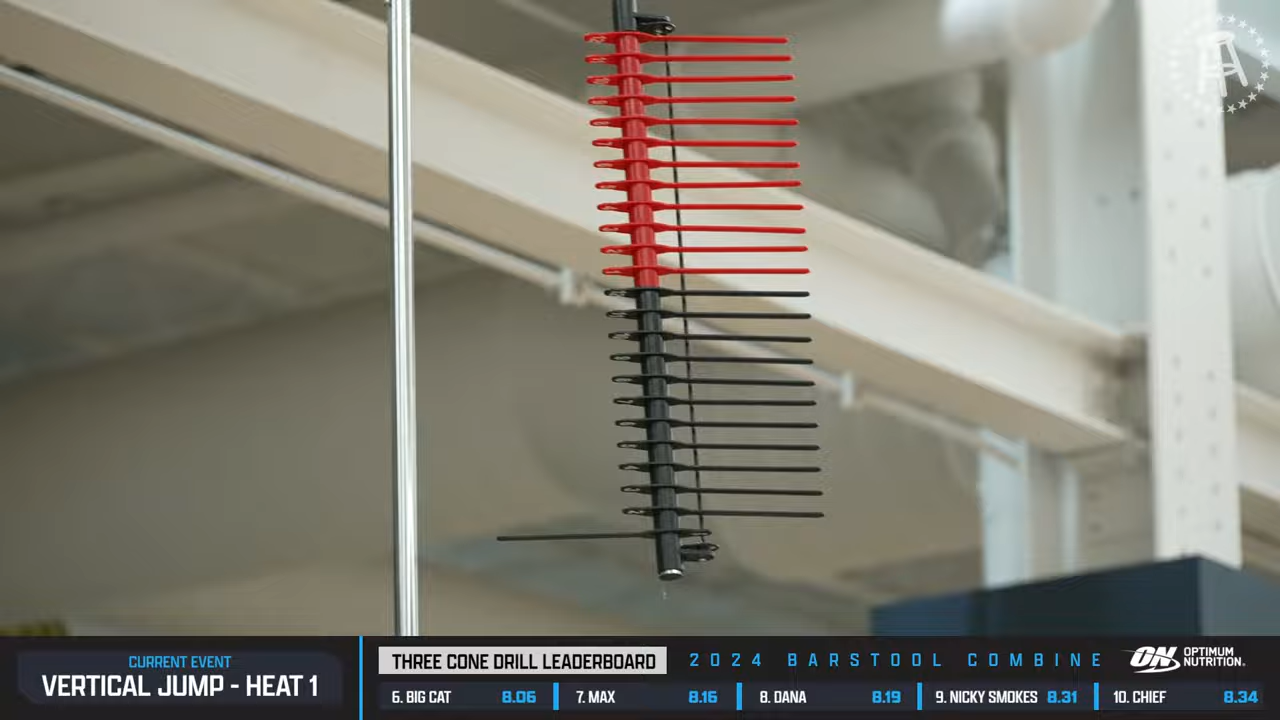 CURRENT EVENT
VERTICAL JUMP - HEAT 1
THREE CONE DRILL LEADERBOARD
2024 BARSTOOL COMBINE
ON OPTIMUM NUTRITION.
6. BIG CAT 8.06
7. MAX 8.16
8. DANA 8.19
9. NICKY SMOKES 8.31
10. CHIEF 8.34